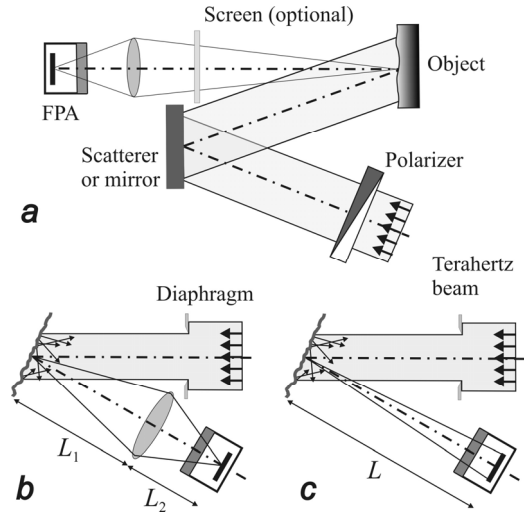 Screen (optional)
Object
FPA
Scatterer
or mirror
Polarizer
a
Terahertz
beam
Diaphragm
L1
L2
b
L
c